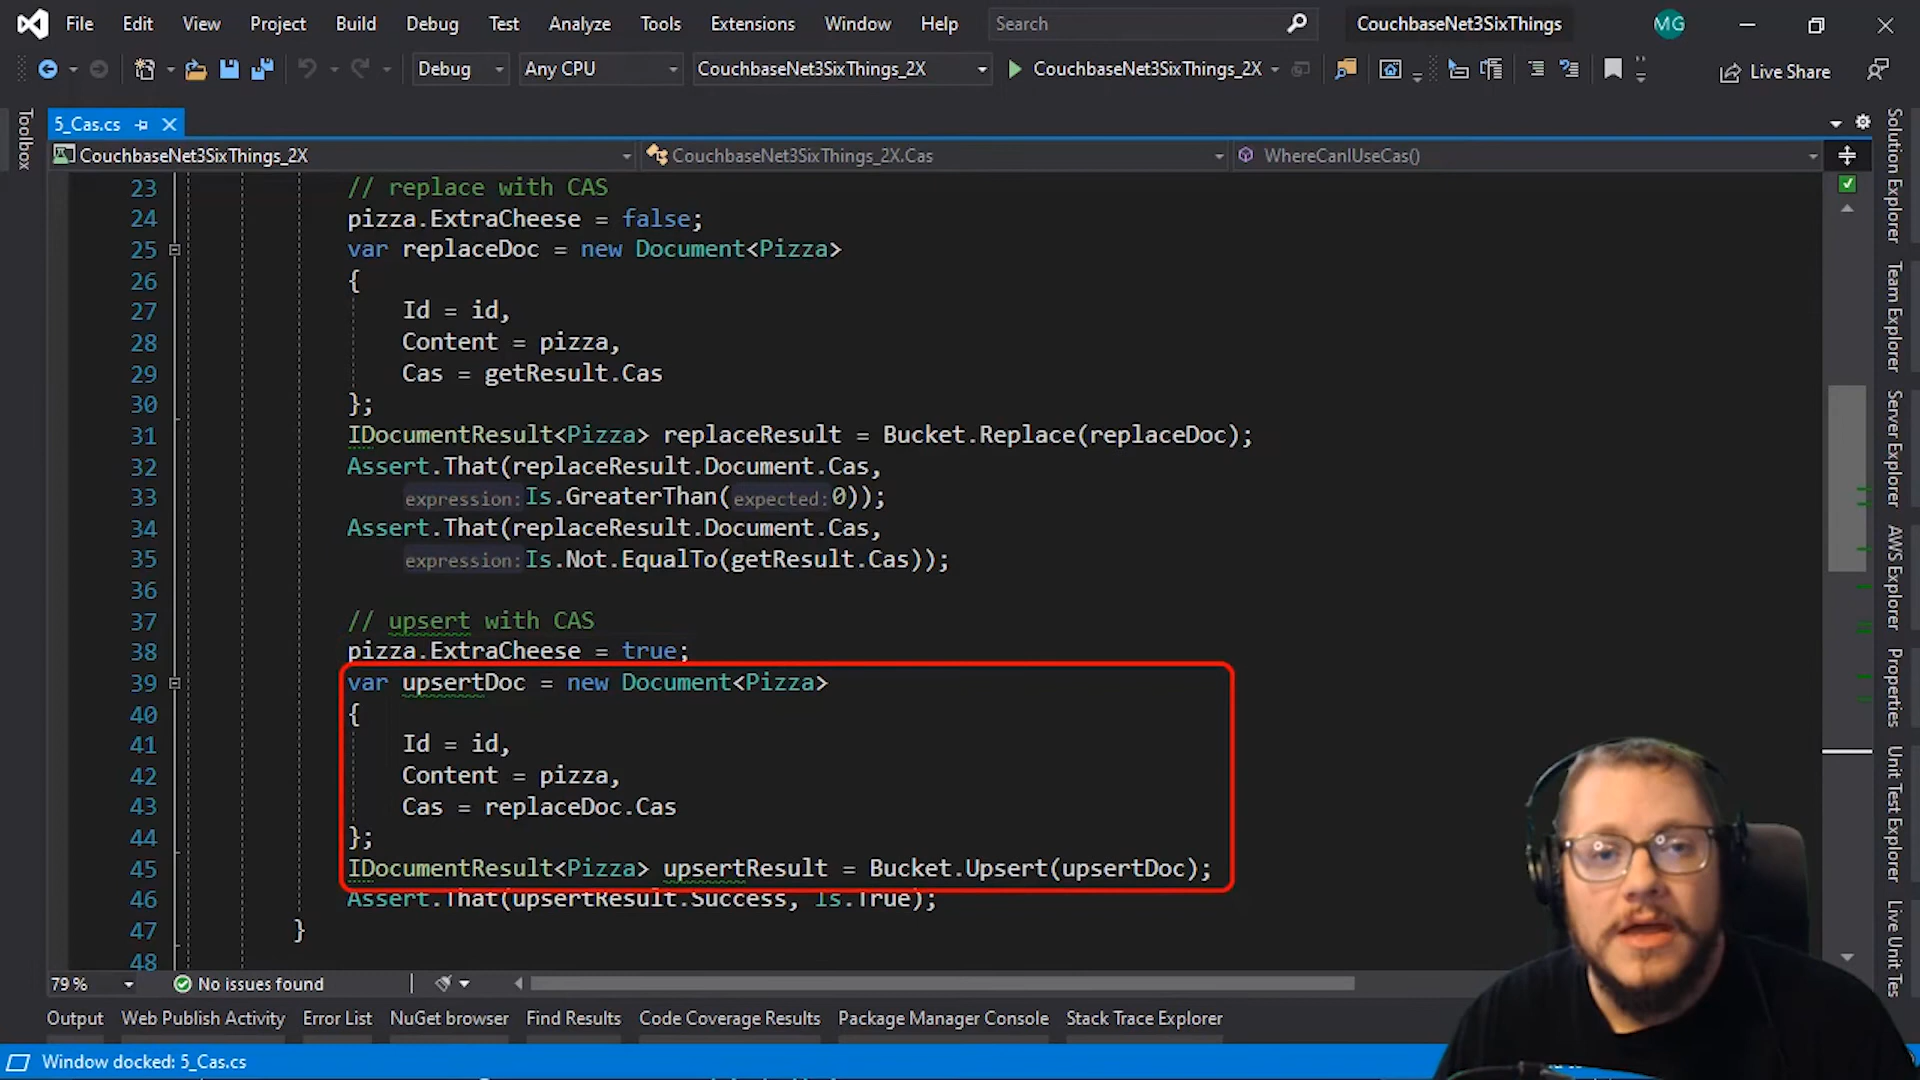 File Edit View Project Build Debug Test Analyze Tools Extensions Window Help Search CouchbaseNet3SixThings MG
Debug Any CPU CouchbaseNet3SixThings_2X CouchbaseNet3SixThings_2X Live Share
Toolbox
5_Cas.cs
CouchbaseNet3SixThings_2X CouchbaseNet3SixThings_2X.Cas WhereCanIUseCas()
23 // replace with CAS
24 pizza.ExtraCheese = false;
25 var replaceDoc = new Document<Pizza>
26 {
27 Id = id,
28 Content = pizza,
29 Cas = getResult.Cas
30 };
31 IDocumentResult<Pizza> replaceResult = Bucket.Replace(replaceDoc);
32 Assert.That(replaceResult.Document.Cas,
33 expression: Is.GreaterThan(expected: 0));
34 Assert.That(replaceResult.Document.Cas,
35 expression: Is.Not.EqualTo(getResult.Cas));
36
37 // upsert with CAS
38 pizza.ExtraCheese = true;
39 var upsertDoc = new Document<Pizza>
40 {
41 Id = id,
42 Content = pizza,
43 Cas = replaceDoc.Cas
44 };
45 IDocumentResult<Pizza> upsertResult = Bucket.Upsert(upsertDoc);
46 Assert.That(upsertResult.Success, Is.True);
47 }
48
Solution Explorer
Team Explorer
Server Explorer
AWS Explorer
Properties
Unit Test Explorer
Live Unit Tes
79 % No issues found
Output Web Publish Activity Error List NuGet browser Find Results Code Coverage Results Package Manager Console Stack Trace Explorer
Window docked: 5_Cas.cs